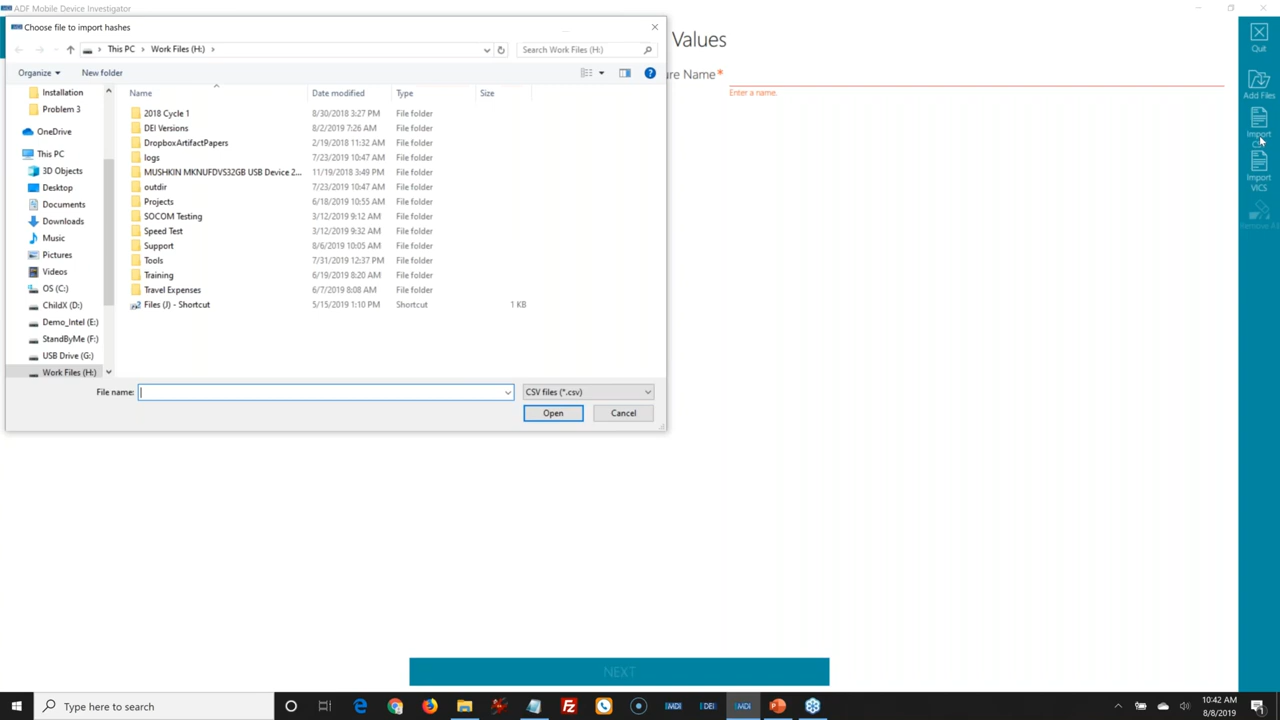 ADF Mobile Device Investigator
Choose file to import hashes
This PC
Work Files (H:)
Search Work Files (H:)
Organize
New folder
Name
Date modified
Type
Size
Installation
Problem 3
OneDrive
This PC
3D Objects
Desktop
Documents
Downloads
Music
Pictures
Videos
OS (C:)
ChildX (D:)
Demo_Intel (E:)
StandByMe (F:)
USB Drive (G:)
Work Files (H:)
2018 Cycle 1 8/30/2018 3:27 PM File folder
DEI Versions 8/2/2019 7:26 AM File folder
DropboxArtifactPapers 2/19/2018 11:32 AM File folder
logs 7/23/2019 10:47 AM File folder
MUSHKIN MKNUFDVS32GB USB Device 2... 11/19/2018 3:49 PM File folder
outdir 7/23/2019 10:47 AM File folder
Projects 6/18/2019 10:55 AM File folder
SOCOM Testing 3/12/2019 9:12 AM File folder
Speed Test 3/12/2019 9:32 AM File folder
Support 8/6/2019 10:05 AM File folder
Tools 7/31/2019 12:37 PM File folder
Training 6/19/2019 8:20 AM File folder
Travel Expenses 6/7/2019 8:08 AM File folder
Files (J) - Shortcut 5/15/2019 1:10 PM Shortcut 1 KB
File name:
CSV files (*.csv)
Open
Cancel
Values
ure Name*
Enter a name.
Quit
Add Files
Import
Import
VICS
NEXT
Type here to search
MDI
DEI
MDI
10:42 AM
8/8/2019